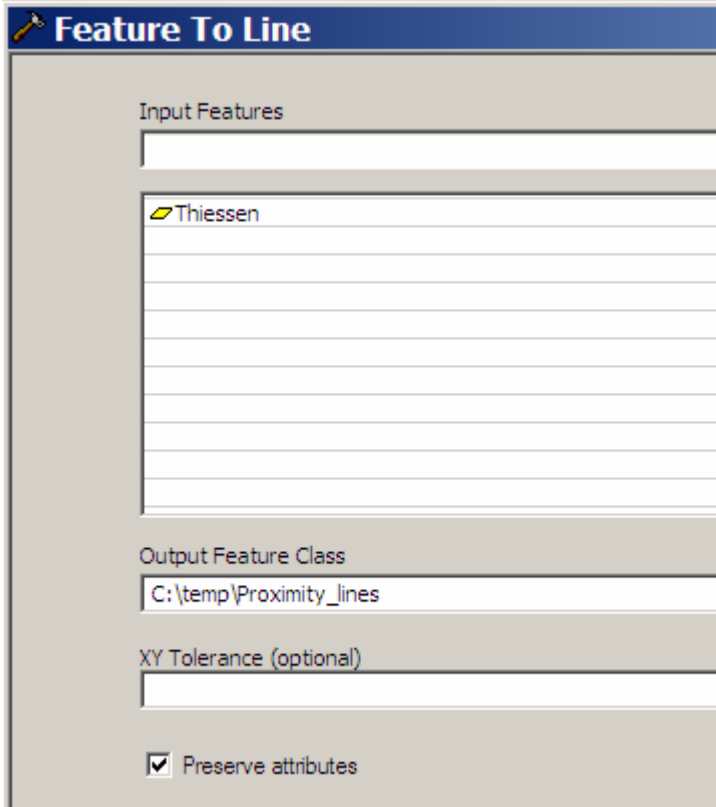 Feature To Line
Input Features
Thiessen
Output Feature Class
C:\temp\Proximity_lines
XY Tolerance (optional)
Preserve attributes